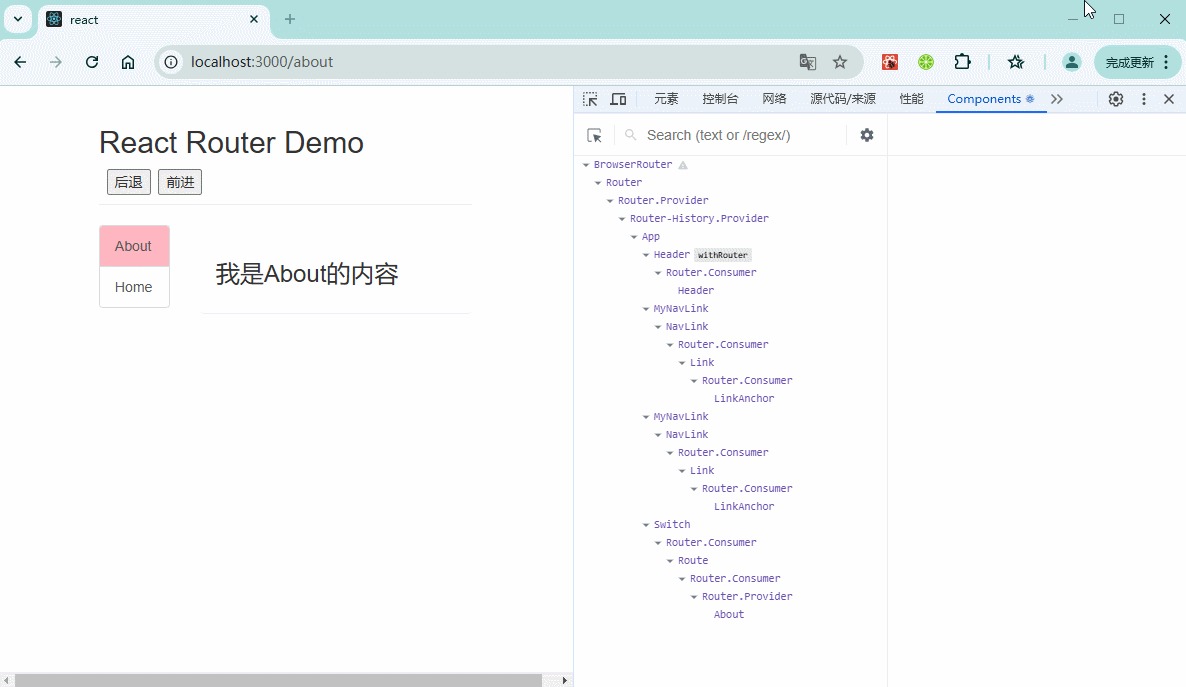 react
localhost:3000/about
完成更新
元素 控制台 网络 源代码/来源 性能 Components
Search (text or /regex/)
React Router Demo
后退 前进
About
Home
我是About的内容
BrowserRouter
Router
Router.Provider
Router-History.Provider
App
Header withRouter
Router.Consumer
Header
MyNavLink
NavLink
Router.Consumer
Link
Router.Consumer
LinkAnchor
MyNavLink
NavLink
Router.Consumer
Link
Router.Consumer
LinkAnchor
Switch
Router.Consumer
Route
Router.Consumer
Router.Provider
About